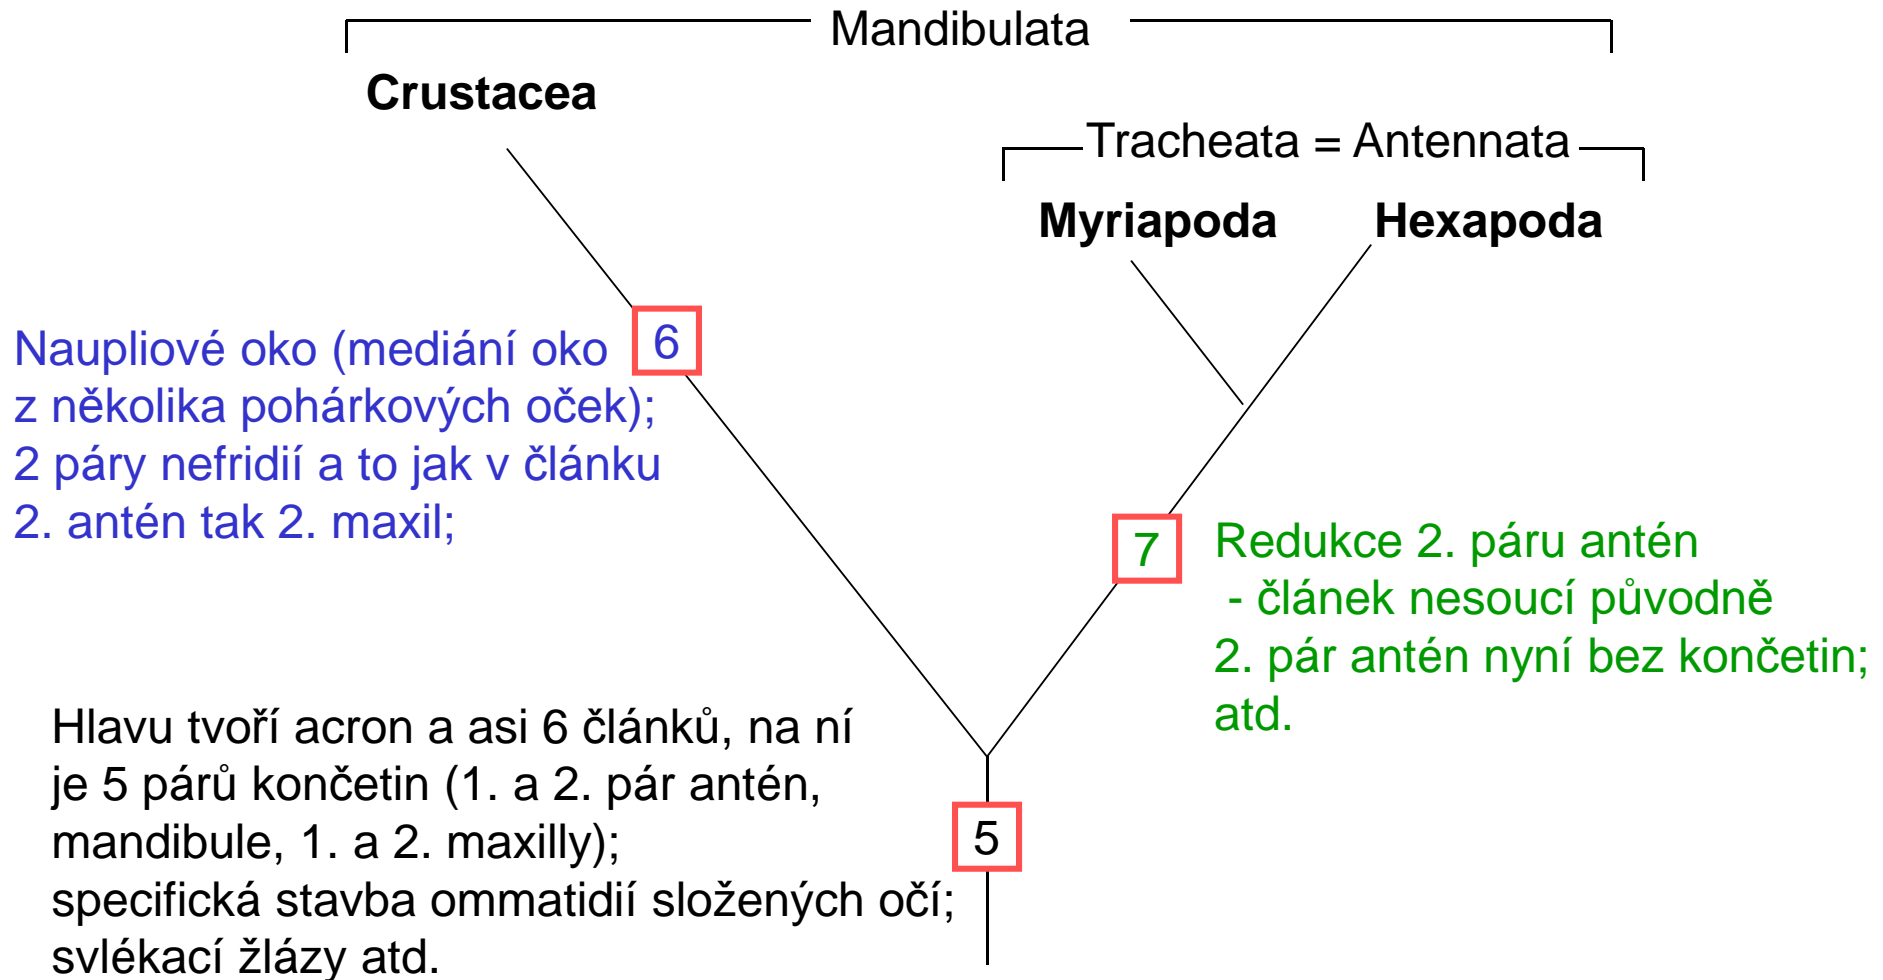 Mandibulata
Crustacea
Tracheata = Antennata
Myriapoda
Hexapoda
6
Naupliové oko (mediání oko
z několika pohárkových oček);
2 páry nefridií a to jak v článku
2. antén tak 2. maxil;
7
Redukce 2. páru antén
- článek nesoucí původně
2. pár antén nyní bez končetin;
atd.
Hlavu tvoří acron a asi 6 článků, na ní
je 5 párů končetin (1. a 2. pár antén,
mandibule, 1. a 2. maxilly);
specifická stavba ommatidií složených očí;
svlékací žlázy atd.
5